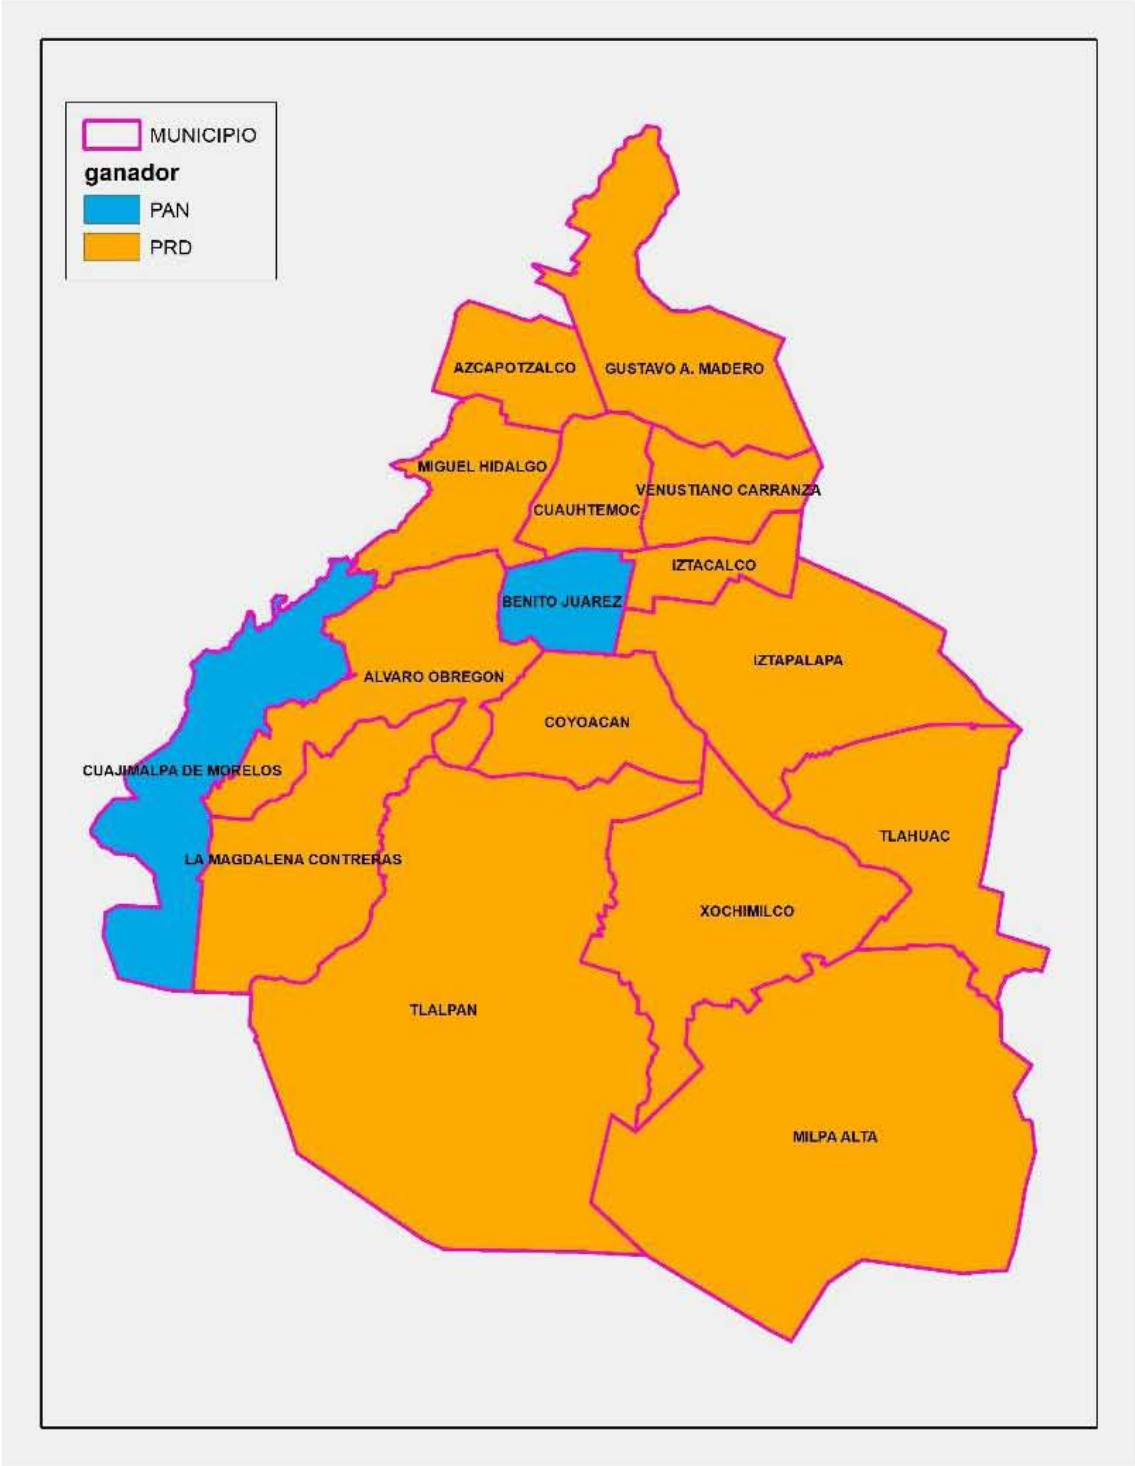 MUNICIPIO
ganador
PAN
PRD
AZCAPOTZALCO
GUSTAVO A. MADERO
MIGUEL HIDALGO
VENUSTIANO CARRANZA
CUAUHTEMOC
IZTACALCO
BENITO JUAREZ
IZTAPALAPA
ALVARO OBREGON
COYOACAN
CUAJIMALPA DE MORELOS
TLAHUAC
LA MAGDALENA CONTRERAS
XOCHIMILCO
TLALPAN
MILPA ALTA